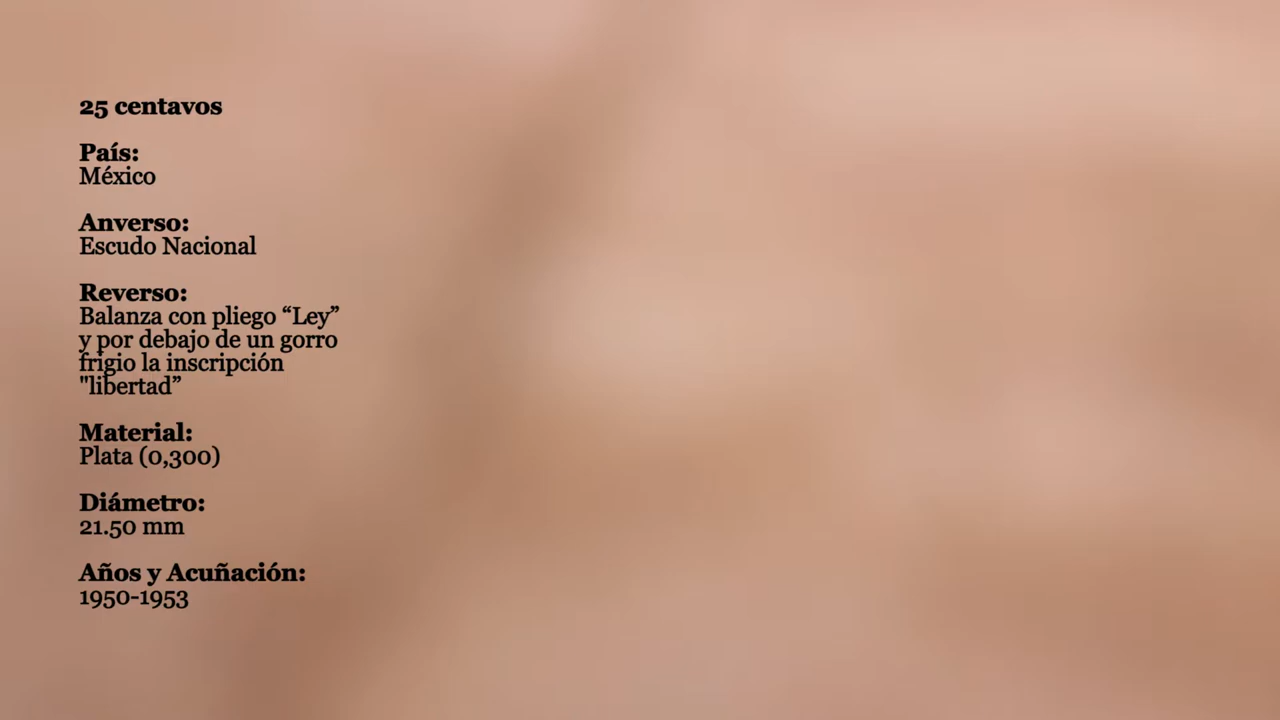 25 centavos
País:
México
Anverso:
Escudo Nacional
Reverso:
Balanza con pliego “Ley”
y por debajo de un gorro
frigio la inscripción
"libertad”
Material:
Plata (0,300)
Diámetro:
21.50 mm
Años y Acuñación:
1950-1953